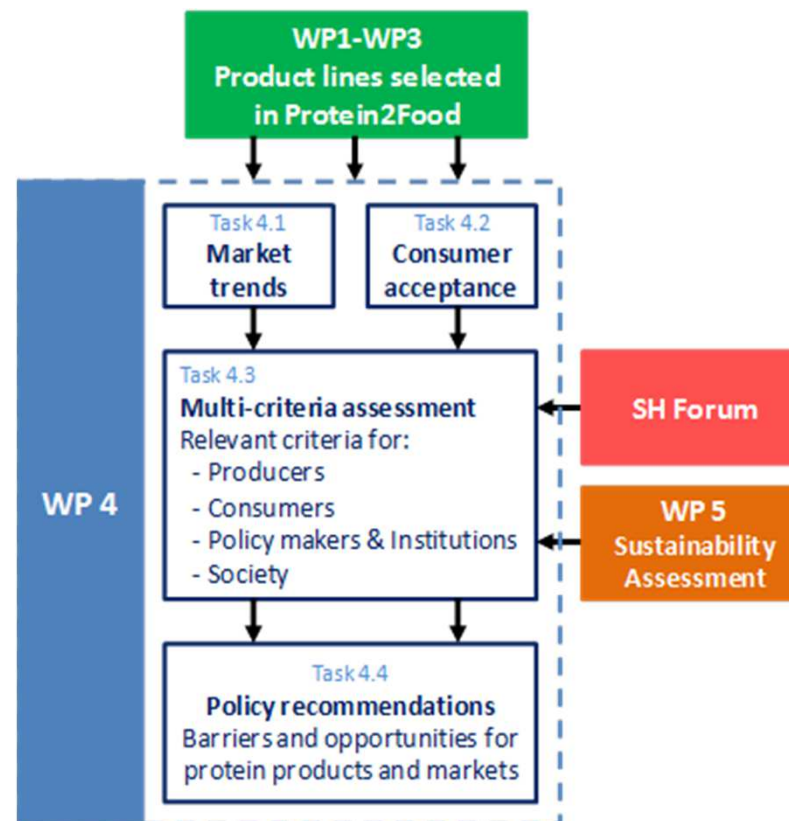 WP1-WP3
Product lines selected
in Protein2Food
WP 4
Task 4.1
Market
trends
Task 4.2
Consumer
acceptance
Task 4.3
Multi-criteria assessment
Relevant criteria for:
- Producers
- Consumers
- Policy makers & Institutions
- Society
SH Forum
WP 5
Sustainability
Assessment
Task 4.4
Policy recommendations
Barriers and opportunities for
protein products and markets